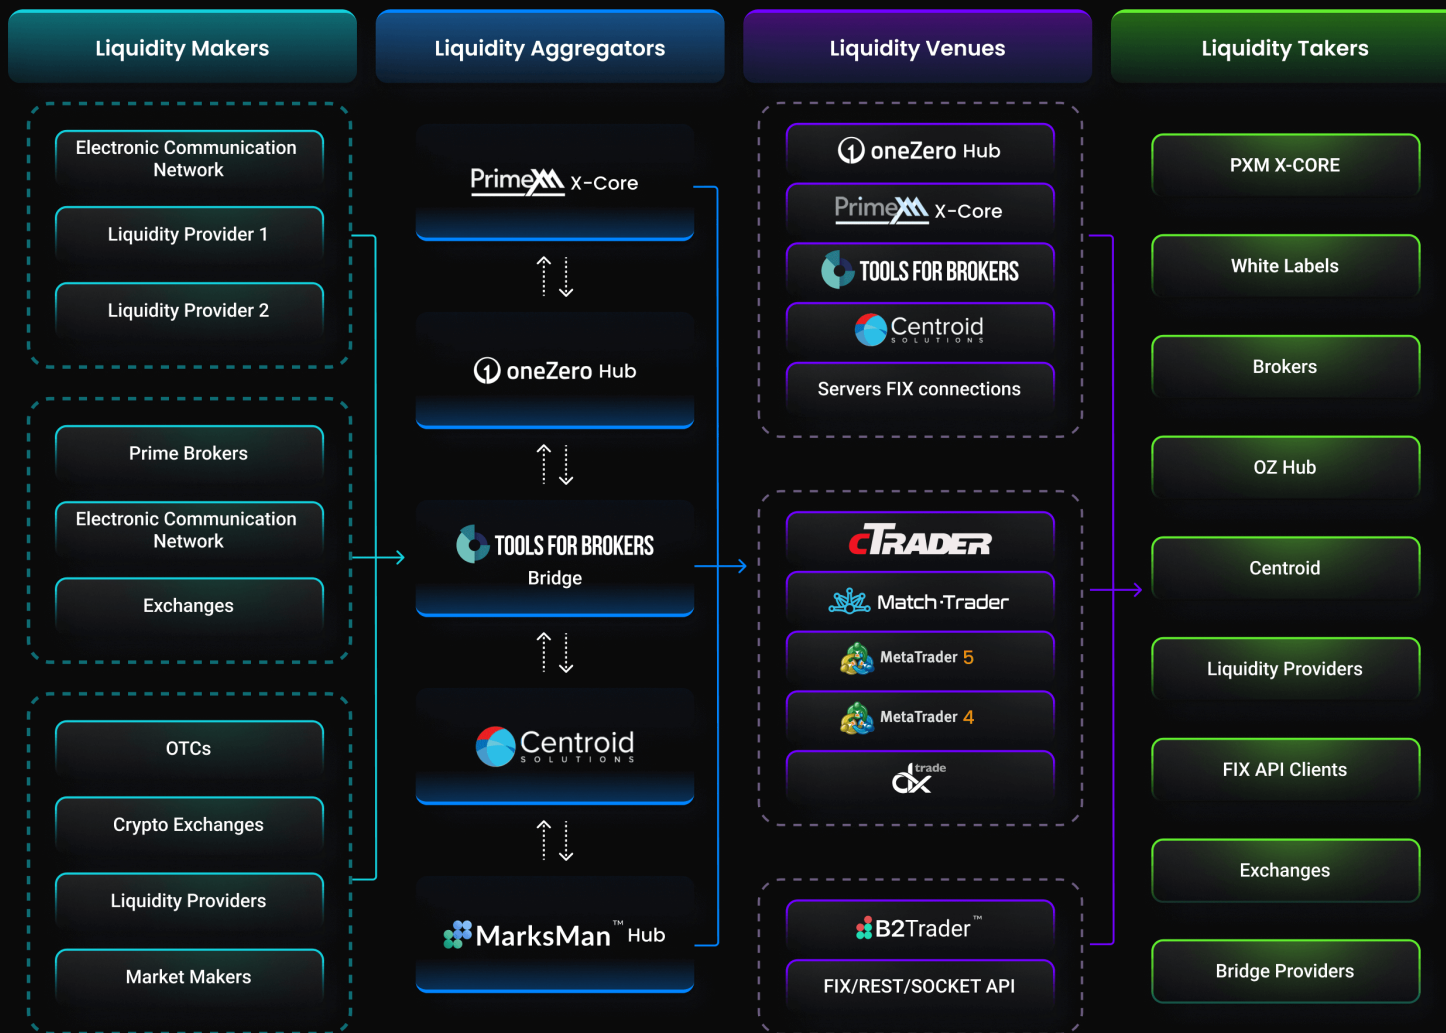 Liquidity Makers
Electronic Communication
Network
Liquidity Provider 1
Liquidity Provider 2
Prime Brokers
Electronic Communication
Network
Exchanges
OTCs
Crypto Exchanges
Liquidity Providers
Market Makers
Liquidity Aggregators
PrimeXM X-Core
oneZero Hub
TOOLS FOR BROKERS
Bridge
Centroid
SOLUTIONS
MarksMan™ Hub
Liquidity Venues
oneZero Hub
PrimeXM X-Core
TOOLS FOR BROKERS
Centroid
SOLUTIONS
Servers FIX connections
cTRADER
Match-Trader
MetaTrader 5
MetaTrader 4
dx trade
B2Trader™
FIX/REST/SOCKET API
Liquidity Takers
PXM X-CORE
White Labels
Brokers
OZ Hub
Centroid
Liquidity Providers
FIX API Clients
Exchanges
Bridge Providers